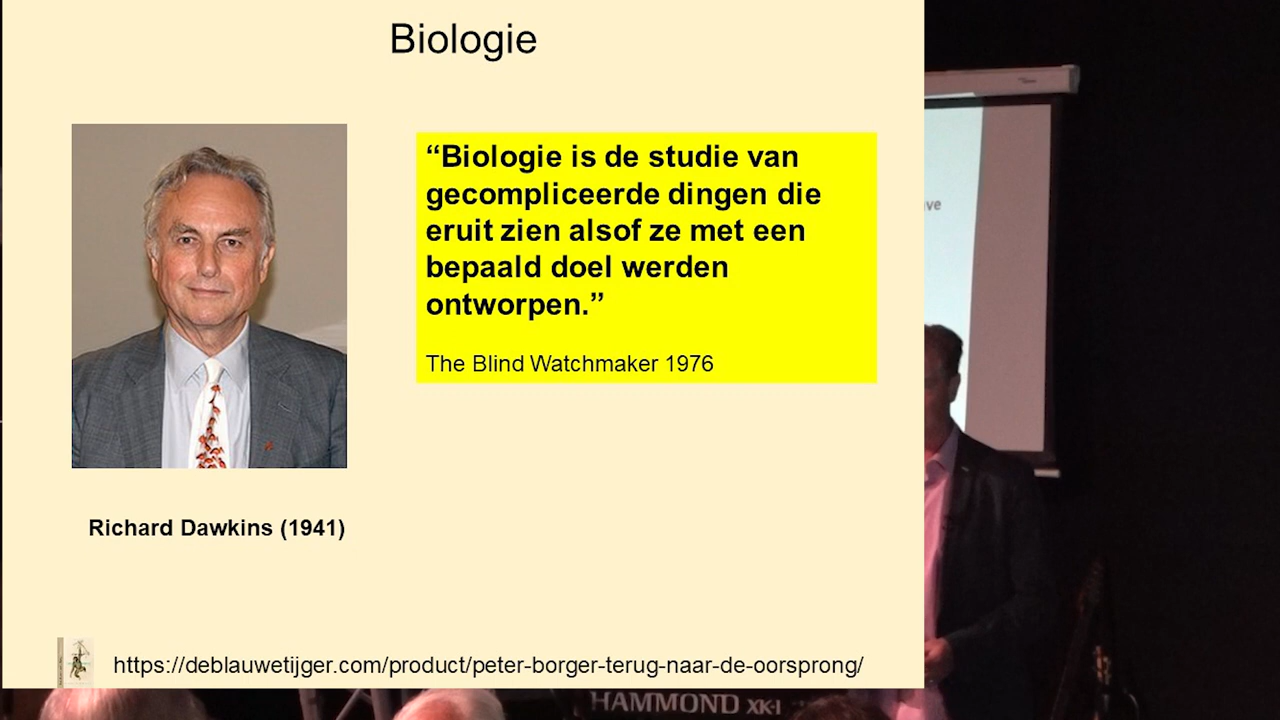 Biologie
“Biologie is de studie van
gecompliceerde dingen die
eruit zien alsof ze met een
bepaald doel werden
ontworpen.”
The Blind Watchmaker 1976
Richard Dawkins (1941)
https://deblauwetijger.com/product/peter-borger-terug-naar-de-oorsprong/
HAMMOND XK-1